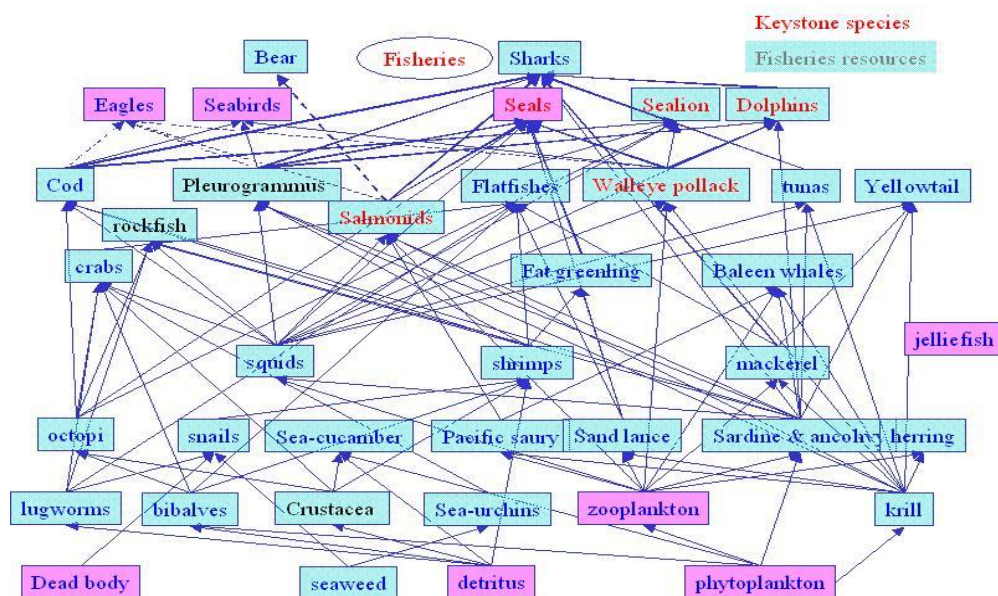 Keystone species
Bear
Fisheries
Sharks
Fisheries resources
Eagles
Seabirds
Seals
Sealion
Dolphins
Cod
Pleurogrammus
Flatfishes
Walleye pollack
tunas
Yellowtail
Salmonids
rockfish
crabs
Fat greenling
Baleen whales
jelliefish
squids
shrimps
mackerel
octopi
snails
Sea-cucamber
Pacific saury
Sand lance
Sardine & ancohvy herring
lugworms
bibalves
Crustacea
Sea-urchins
zooplankton
krill
Dead body
seaweed
detritus
phytoplankton